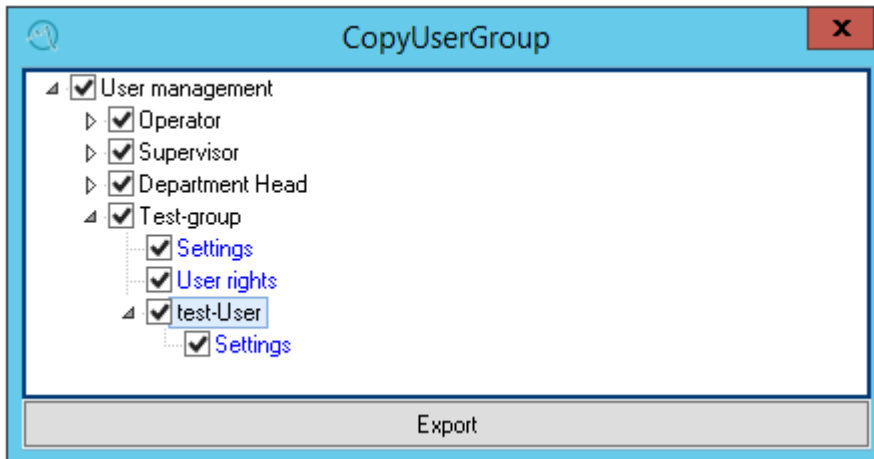 CopyUserGroup
x
User management
Operator
Supervisor
Department Head
Test-group
Settings
User rights
test-User
Settings
Export